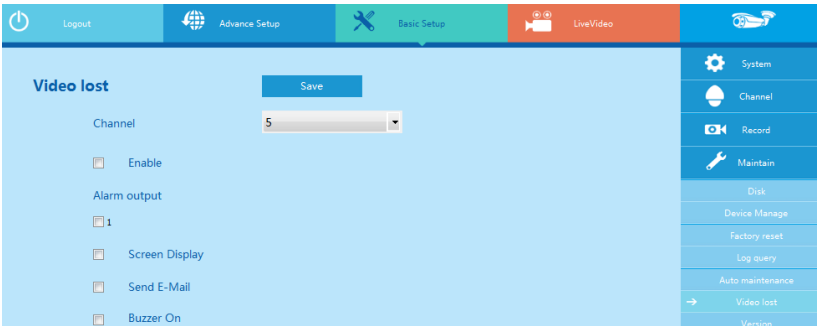 Logout
Advance Setup
Basic Setup
LiveVideo
Video lost
Save
Channel
5
Enable
Alarm output
1
Screen Display
Send E-Mail
Buzzer On
System
Channel
Record
Maintain
Disk
Device Manage
Factory reset
Log query
Auto maintenance
Video lost
Version